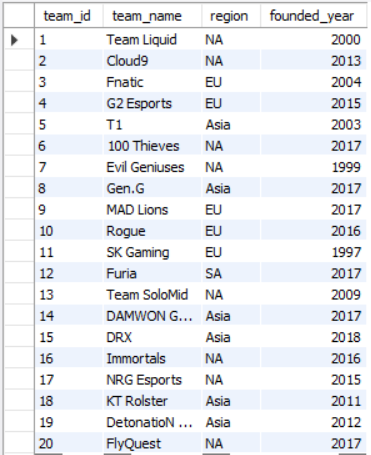 team_id team_name region founded_year
1 Team Liquid NA 2000
2 Cloud9 NA 2013
3 Fnatic EU 2004
4 G2 Esports EU 2015
5 T1 Asia 2003
6 100 Thieves NA 2017
7 Evil Geniuses NA 1999
8 Gen.G Asia 2017
9 MAD Lions EU 2017
10 Rogue EU 2016
11 SK Gaming EU 1997
12 Furia SA 2017
13 Team SoloMid NA 2009
14 DAMWON G... Asia 2017
15 DRX Asia 2018
16 Immortals NA 2016
17 NRG Esports NA 2015
18 KT Rolster Asia 2011
19 DetonatioN ... Asia 2012
20 FlyQuest NA 2017